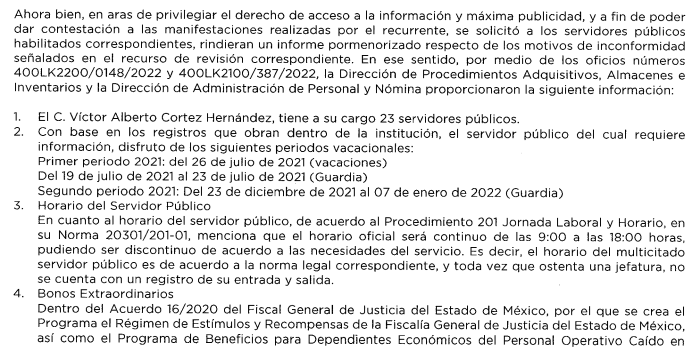 Ahora bien, en aras de privilegiar el derecho de acceso a la información y máxima publicidad, y a fin de poder
dar contestación a las manifestaciones realizadas por el recurrente, se solicitó a los servidores públicos
habilitados correspondientes, rindieran un informe pormenorizado respecto de los motivos de inconformidad
señalados en el recurso de revisión correspondiente. En ese sentido, por medio de los oficios números
400LK2200/0148/2022 y 400LK2100/387/2022, la Dirección de Procedimientos Adquisitivos, Almacenes e
Inventarios y la Dirección de Administración de Personal y Nómina proporcionaron la siguiente información:
1. El C. Víctor Alberto Cortez Hernández, tiene a su cargo 23 servidores públicos.
2. Con base en los registros que obran dentro de la institución, el servidor público del cual requiere
información, disfruto de los siguientes periodos vacacionales:
Primer periodo 2021: del 26 de julio de 2021 (vacaciones)
Del 19 de julio de 2021 al 23 de julio de 2021 (Guardia)
Segundo periodo 2021: Del 23 de diciembre de 2021 al 07 de enero de 2022 (Guardia)
3. Horario del Servidor Público
En cuanto al horario del servidor público, de acuerdo al Procedimiento 201 Jornada Laboral y Horario, en
su Norma 20301/201-01, menciona que el horario oficial será continuo de las 9:00 a las 18:00 horas,
pudiendo ser discontinuo de acuerdo a las necesidades del servicio. Es decir, el horario del multicitado
servidor público es de acuerdo a la norma legal correspondiente, y toda vez que ostenta una jefatura, no
se cuenta con un registro de su entrada y salida.
4. Bonos Extraordinarios
Dentro del Acuerdo 16/2020 del Fiscal General de Justicia del Estado de México, por el que se crea el
Programa el Régimen de Estímulos y Recompensas de la Fiscalía General de Justicia del Estado de México,
así como el Programa de Beneficios para Dependientes Económicos del Personal Operativo Caído en